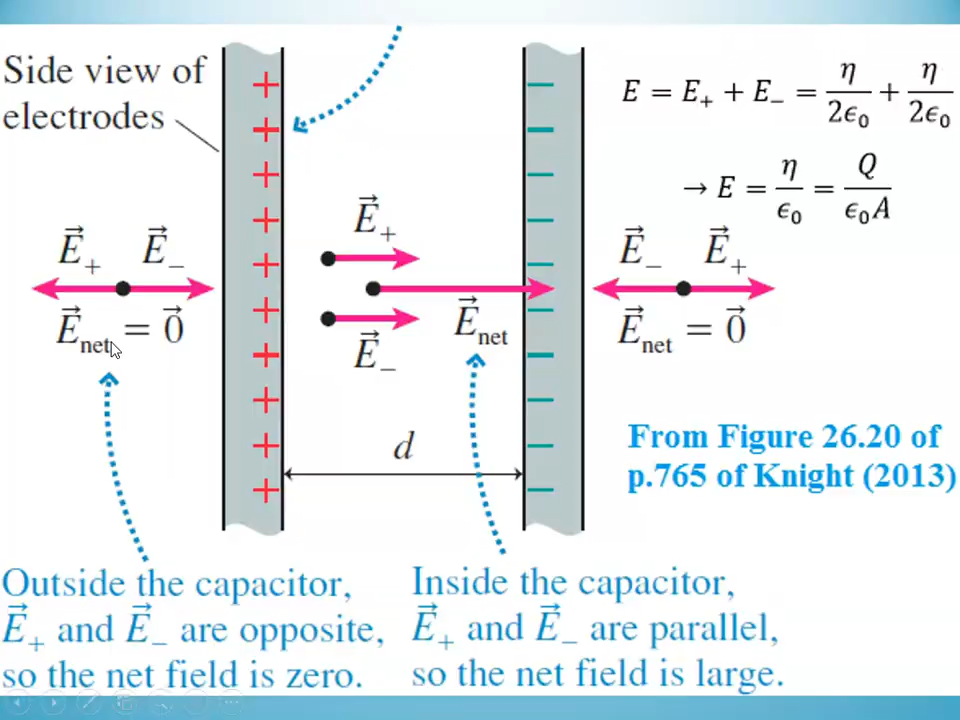 Side view of
electrodes
E = E₊ + E₋ = η/2ϵ₀ + η/2ϵ₀
→ E = η/ϵ₀ = Q/ϵ₀A
+ + + + + + + + + +
− − − − − − − − − −
E⃗₊ E⃗₋
E⃗net = 0⃗
E⃗₊
E⃗net
E⃗₋
E⃗₋ E⃗₊
E⃗net = 0⃗
d
From Figure 26.20 of
p.765 of Knight (2013)
Outside the capacitor,
E⃗₊ and E⃗₋ are opposite,
so the net field is zero.
Inside the capacitor,
E⃗₊ and E⃗₋ are parallel,
so the net field is large.